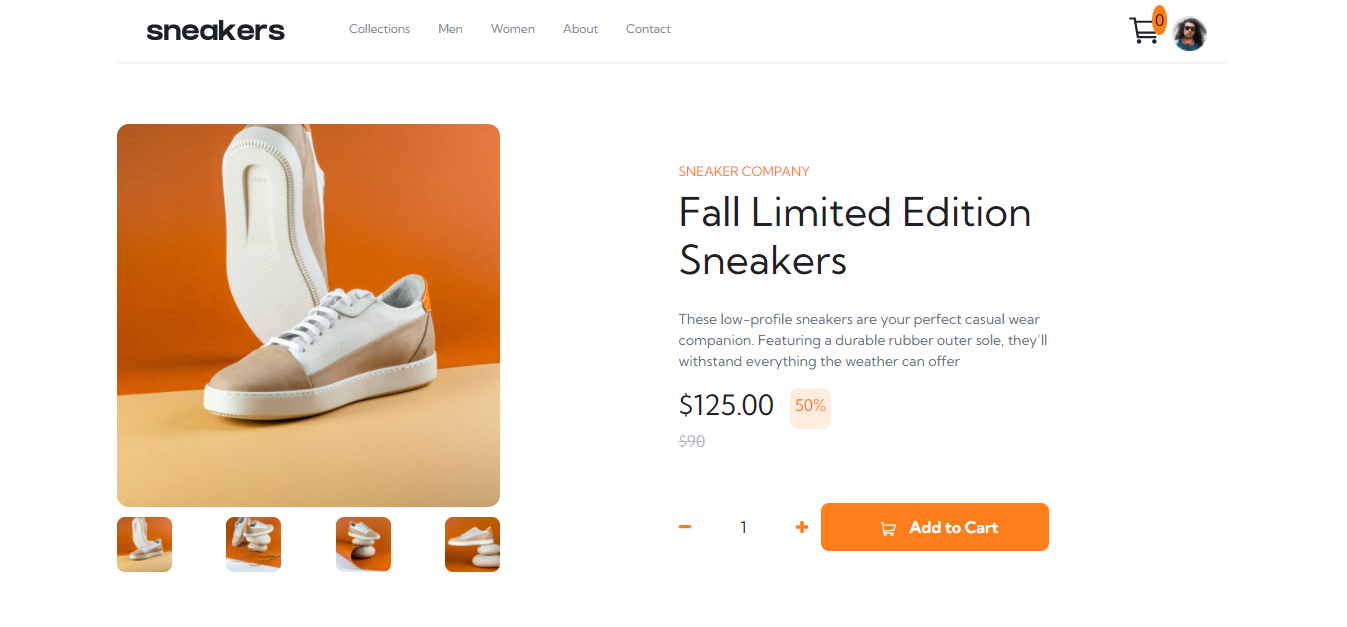 sneakers
Collections Men Women About Contact
0
SNEAKER COMPANY
Fall Limited Edition
Sneakers
These low-profile sneakers are your perfect casual wear
companion. Featuring a durable rubber outer sole, they’ll
withstand everything the weather can offer
$125.00 50%
$90
1
Add to Cart